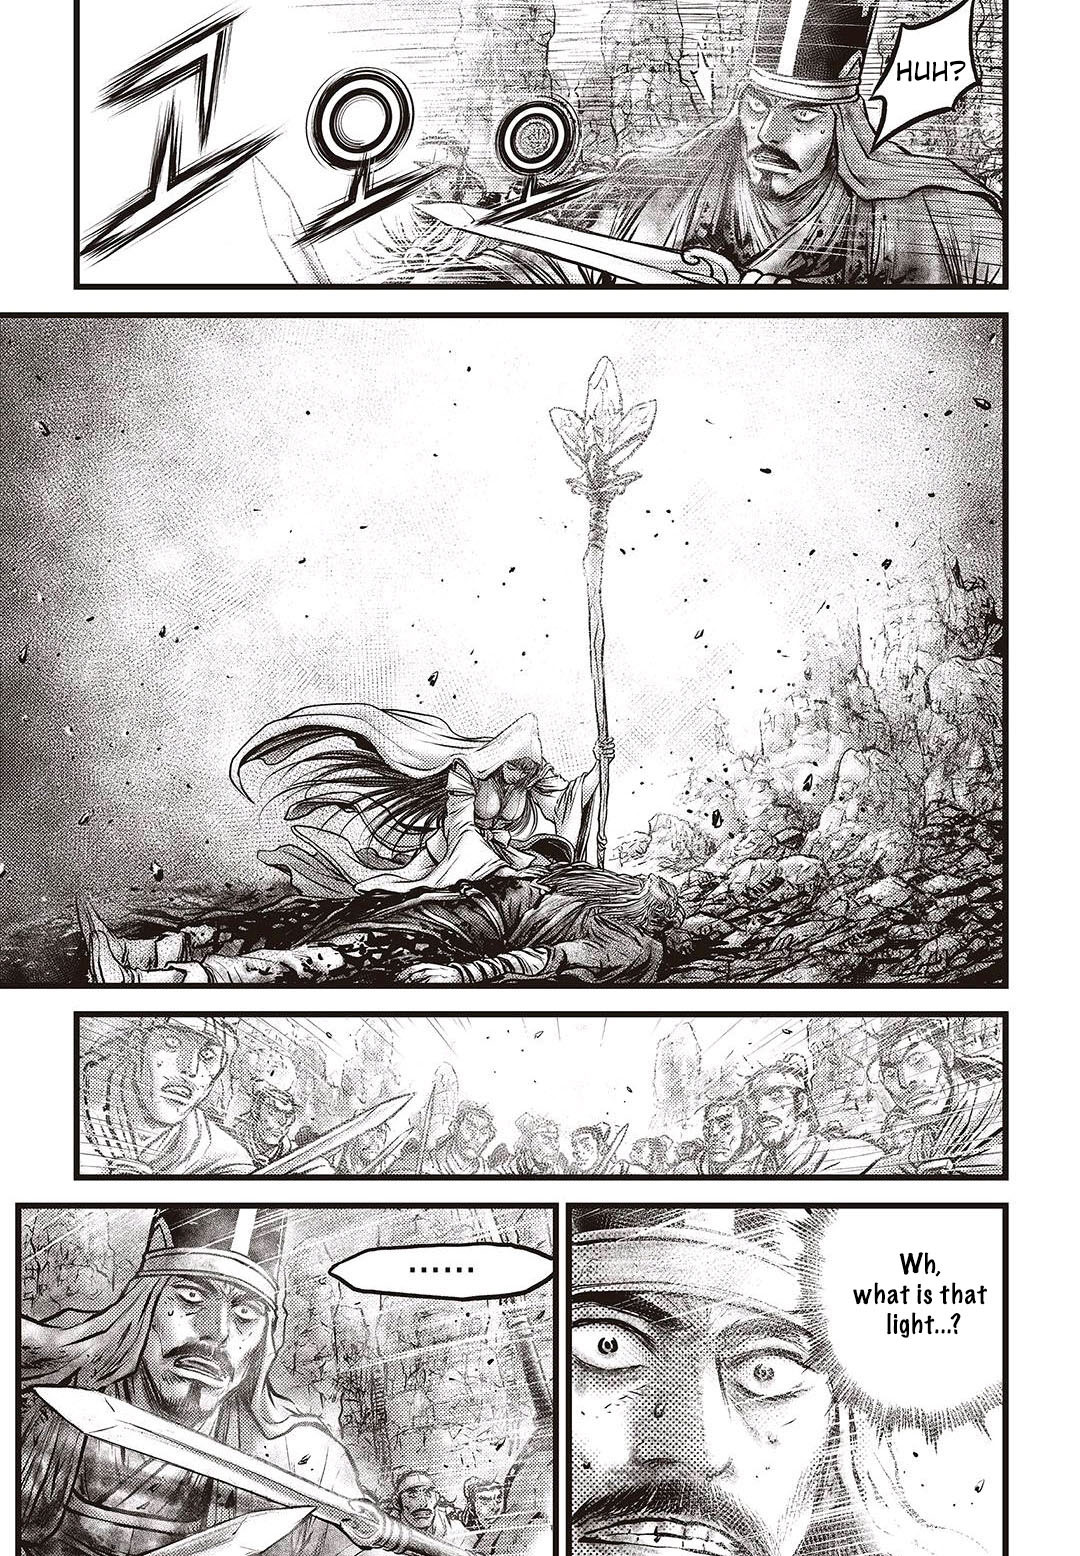 HUH?
고오오
Wh,
what is that
light...?
......